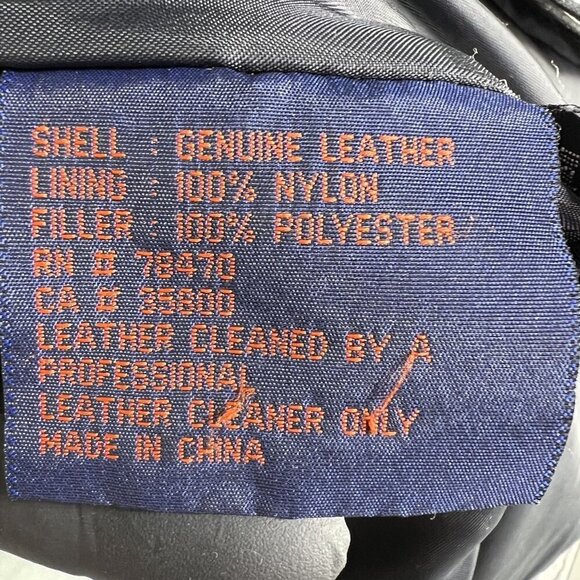 SHELL : GENUINE LEATHER
LINING : 100% NYLON
FILLER : 100% POLYESTER
RN # 78470
CA # 35800
LEATHER CLEANED BY A
PROFESSIONAL
LEATHER CLEANER ONLY
MADE IN CHINA